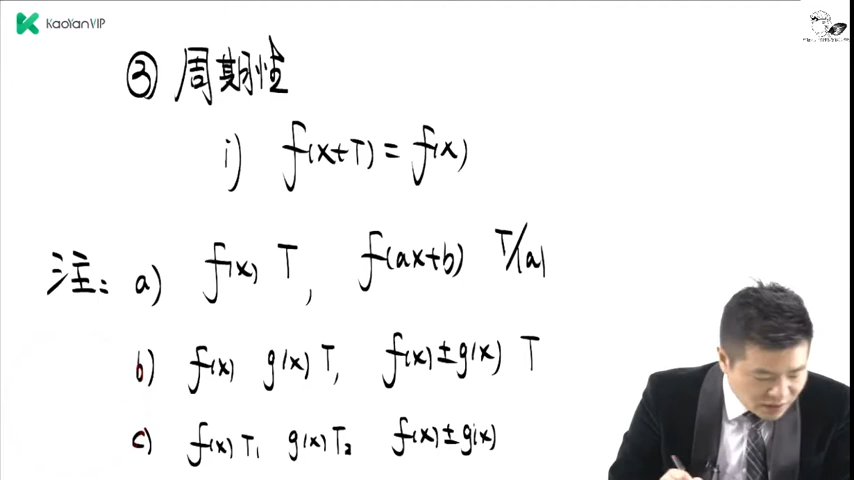 KaoYanVIP
③ 周期性
i) f(x+T) = f(x)
注: a) f(x) T, f(ax+b) T/|a|
b) f(x) g(x) T, f(x)±g(x) T
c) f(x) T₁ g(x) T₂ f(x)±g(x)